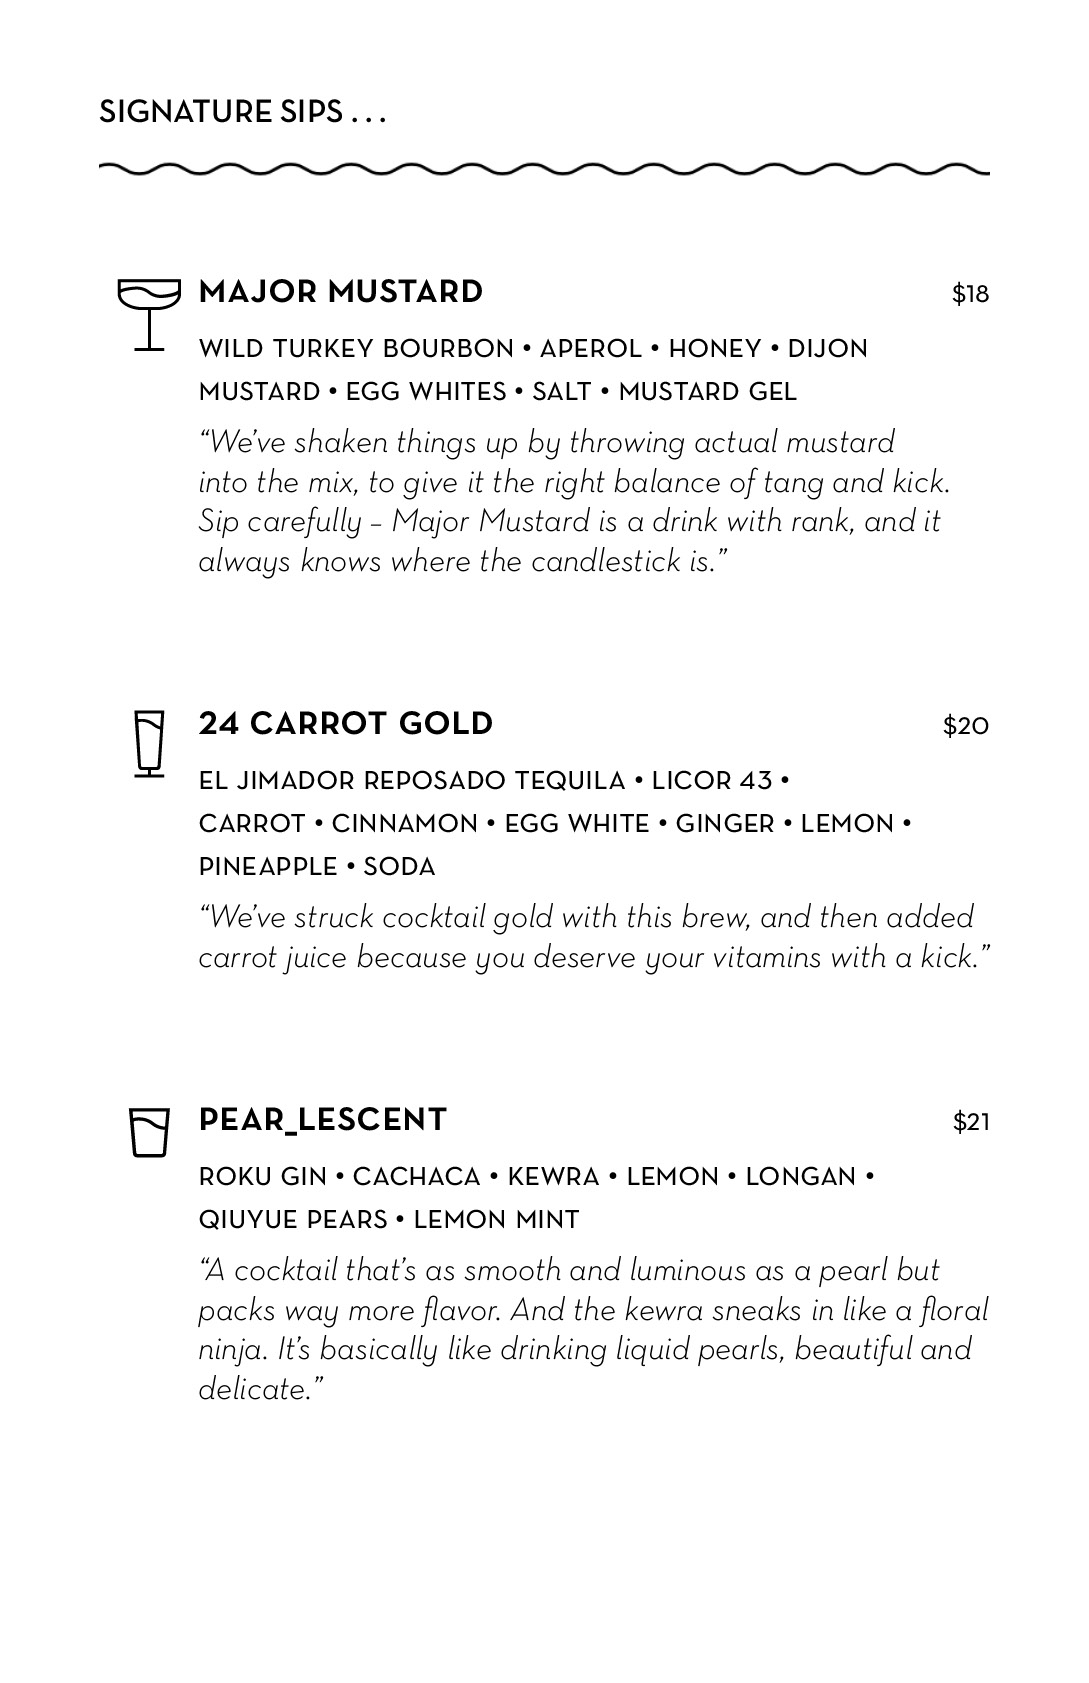 SIGNATURE SIPS . . .
MAJOR MUSTARD $18
WILD TURKEY BOURBON • APEROL • HONEY • DIJON
MUSTARD • EGG WHITES • SALT • MUSTARD GEL
“We’ve shaken things up by throwing actual mustard
into the mix, to give it the right balance of tang and kick.
Sip carefully – Major Mustard is a drink with rank, and it
always knows where the candlestick is.”
24 CARROT GOLD $20
EL JIMADOR REPOSADO TEQUILA • LICOR 43 •
CARROT • CINNAMON • EGG WHITE • GINGER • LEMON •
PINEAPPLE • SODA
“We’ve struck cocktail gold with this brew, and then added
carrot juice because you deserve your vitamins with a kick.”
PEAR_LESCENT $21
ROKU GIN • CACHACA • KEWRA • LEMON • LONGAN •
QIUYUE PEARS • LEMON MINT
“A cocktail that’s as smooth and luminous as a pearl but
packs way more flavor. And the kewra sneaks in like a floral
ninja. It’s basically like drinking liquid pearls, beautiful and
delicate.”